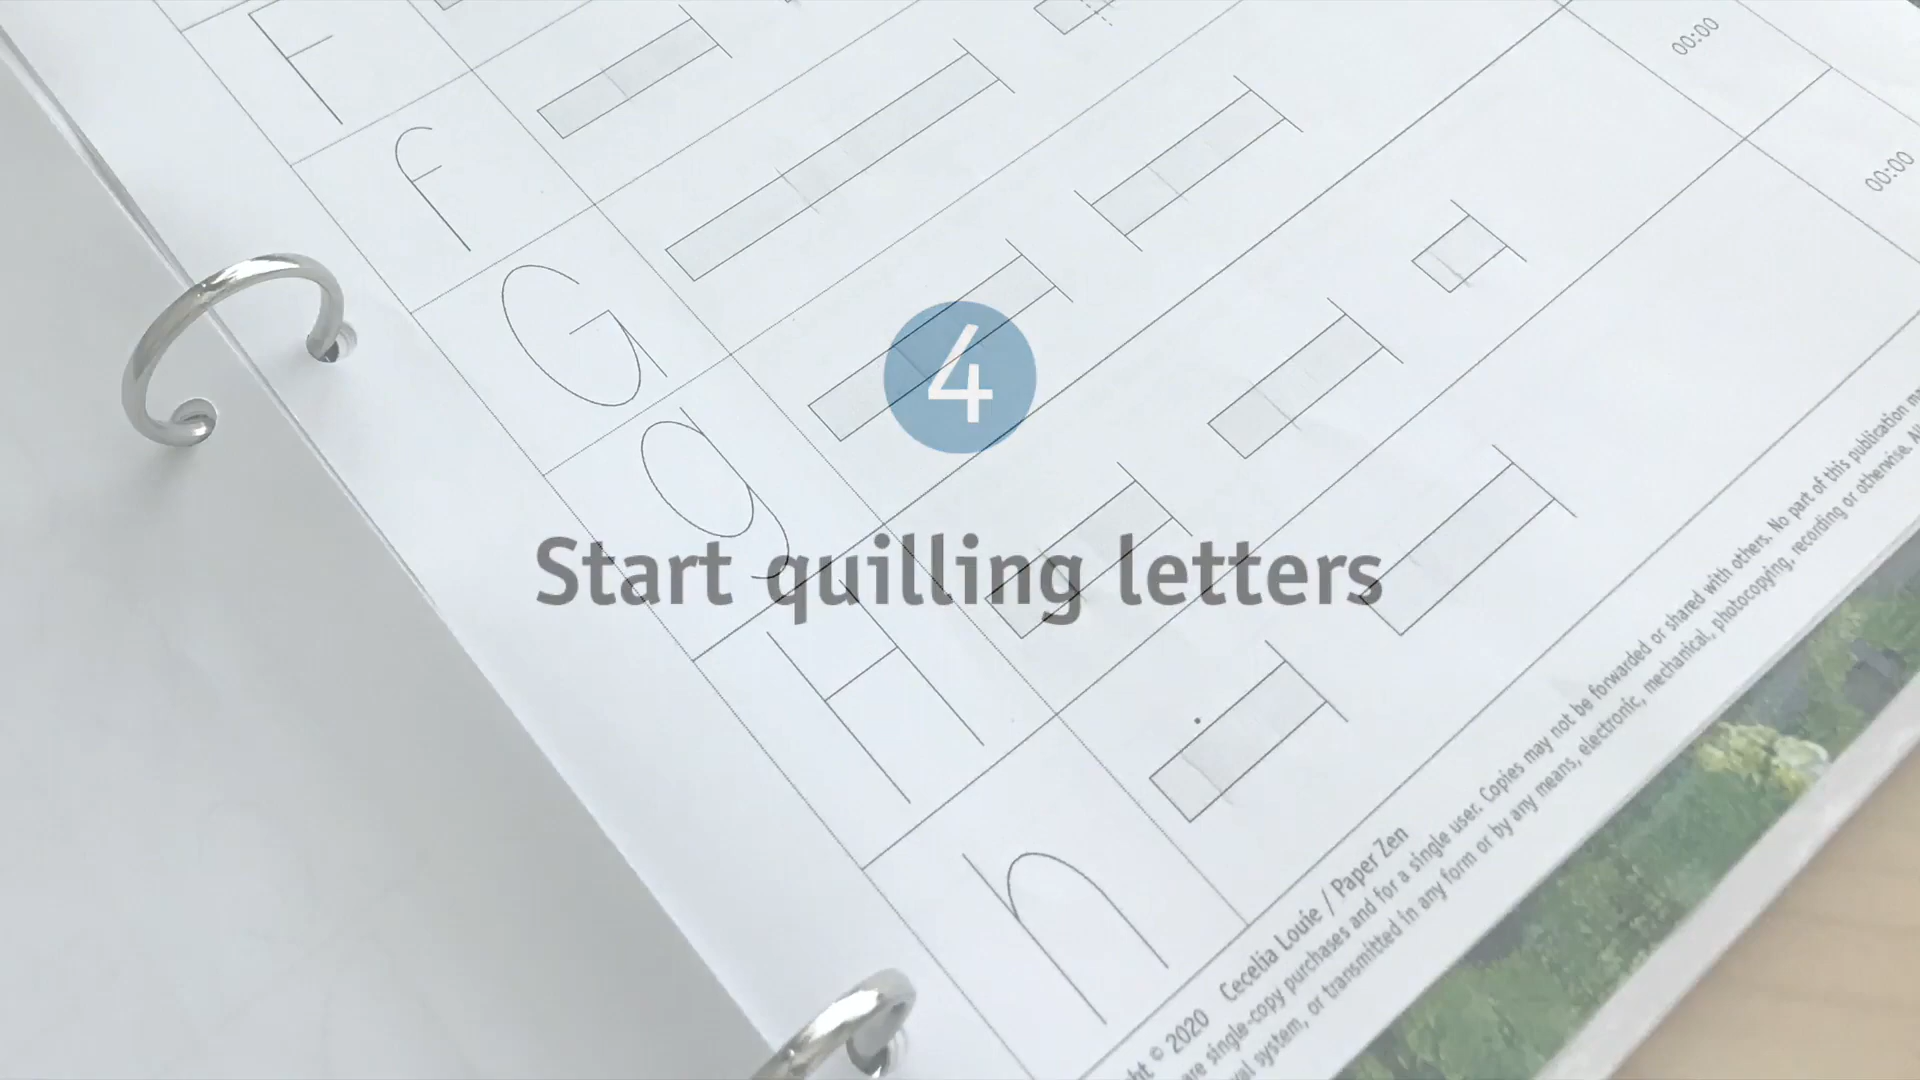 4
Start quilling letters
F
f
G
g
H
h
00:00
00:00
© 2020 Cecelia Louie / Paper Zen
are single-copy purchases and for a single user. Copies may not be forwarded or shared with others. No part of this publication
system, or transmitted in any form or by any means, electronic, mechanical, photocopying, recording or otherwise.